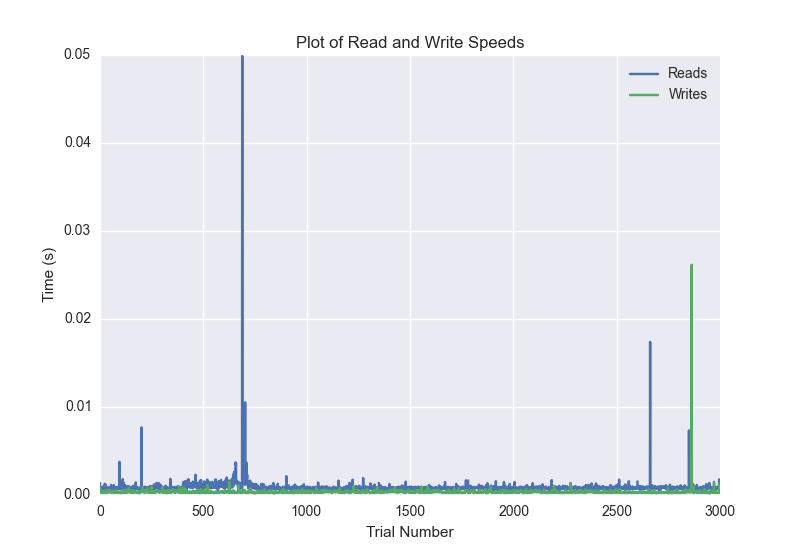 Plot of Read and Write Speeds
0.05
0.04
0.03
0.02
0.01
0.00
Time (s)
Reads
Writes
0 500 1000 1500 2000 2500 3000
Trial Number